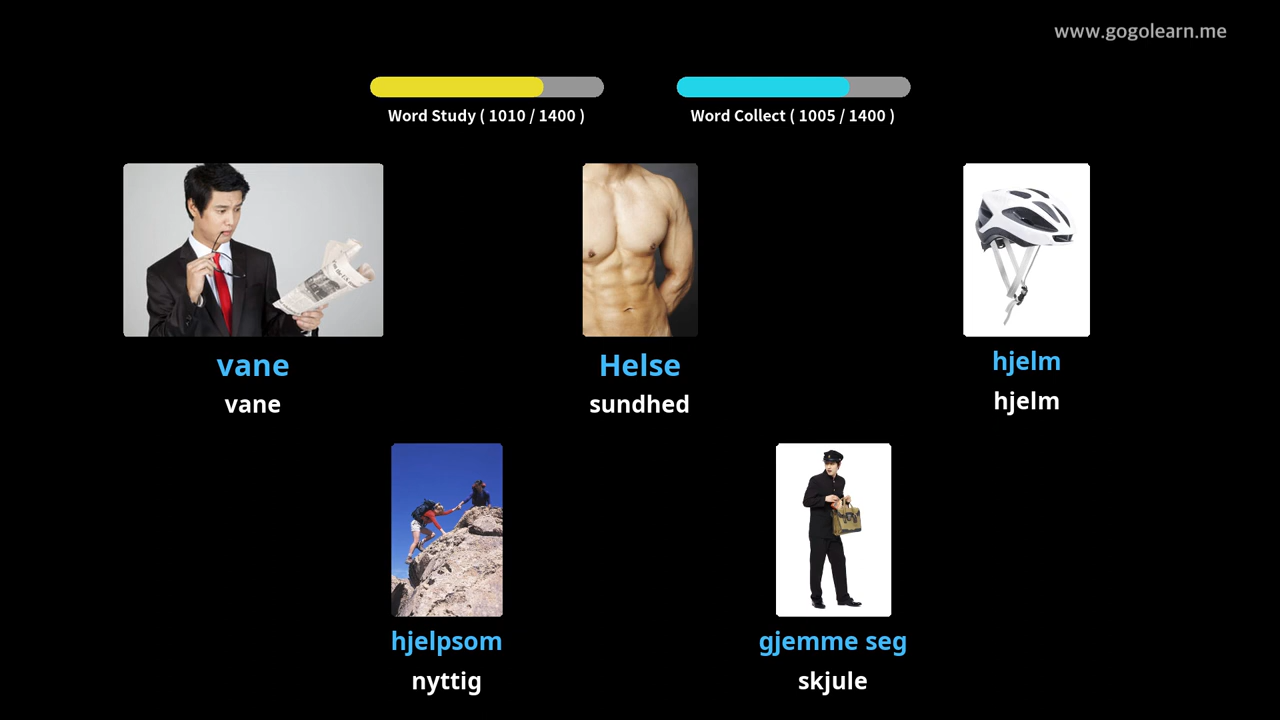 www.gogolearn.me
Word Study ( 1010 / 1400 )
Word Collect ( 1005 / 1400 )
vane
vane
Helse
sundhed
hjelm
hjelm
hjelpsom
nyttig
gjemme seg
skjule